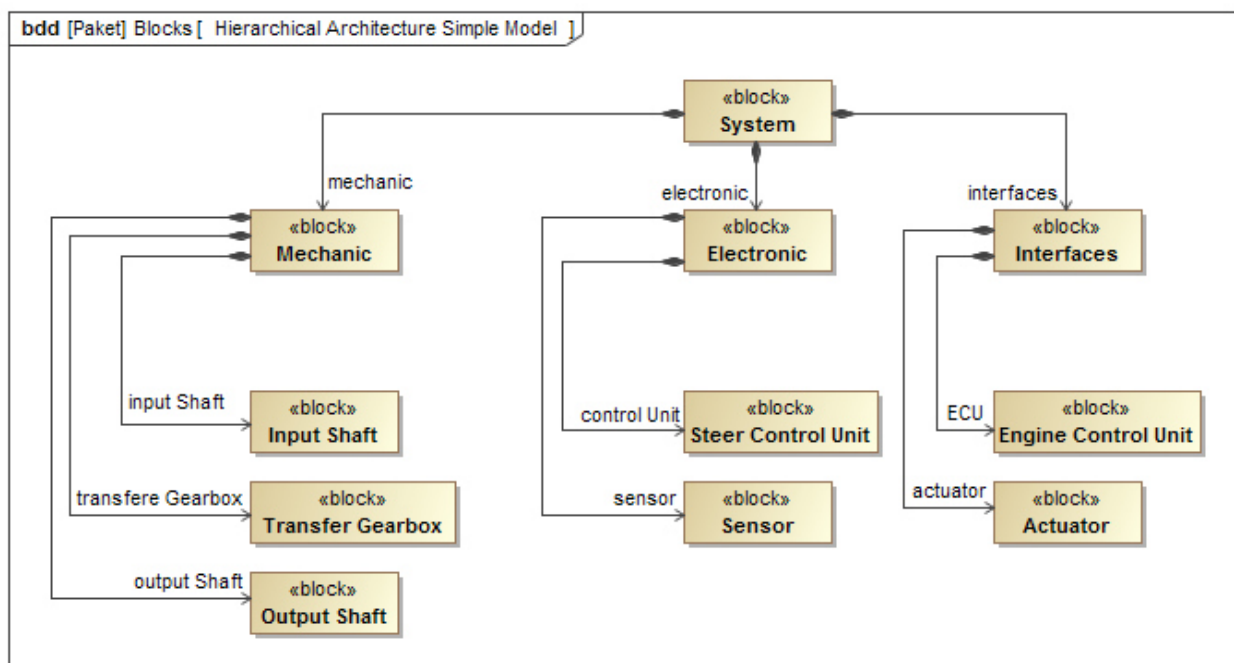 bdd [Paket] Blocks [ Hierarchical Architecture Simple Model ]
«block»
System
mechanic
electronic
interfaces
«block»
Mechanic
«block»
Electronic
«block»
Interfaces
input Shaft
«block»
Input Shaft
control Unit
«block»
Steer Control Unit
ECU
«block»
Engine Control Unit
transfere Gearbox
«block»
Transfer Gearbox
sensor
«block»
Sensor
actuator
«block»
Actuator
output Shaft
«block»
Output Shaft